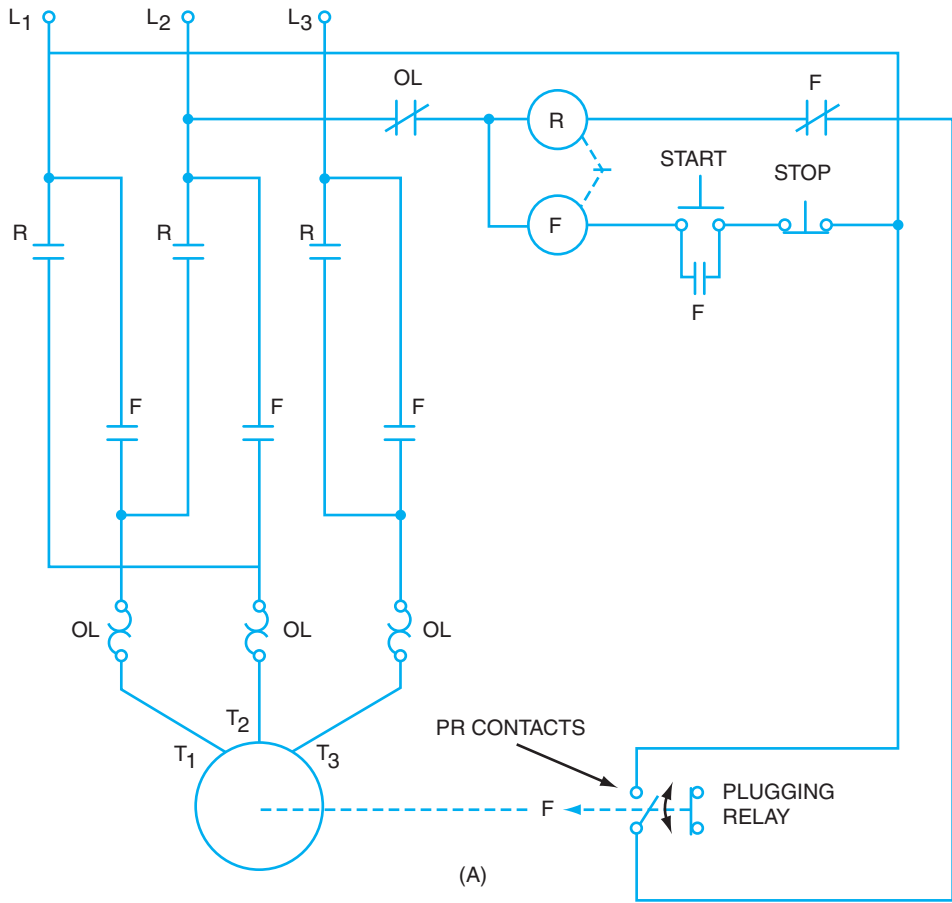 L1 L2 L3
OL R F
START STOP
F
F
R R R
F F F
OL OL OL
T1 T2 T3
PR CONTACTS
F
PLUGGING
RELAY
(A)